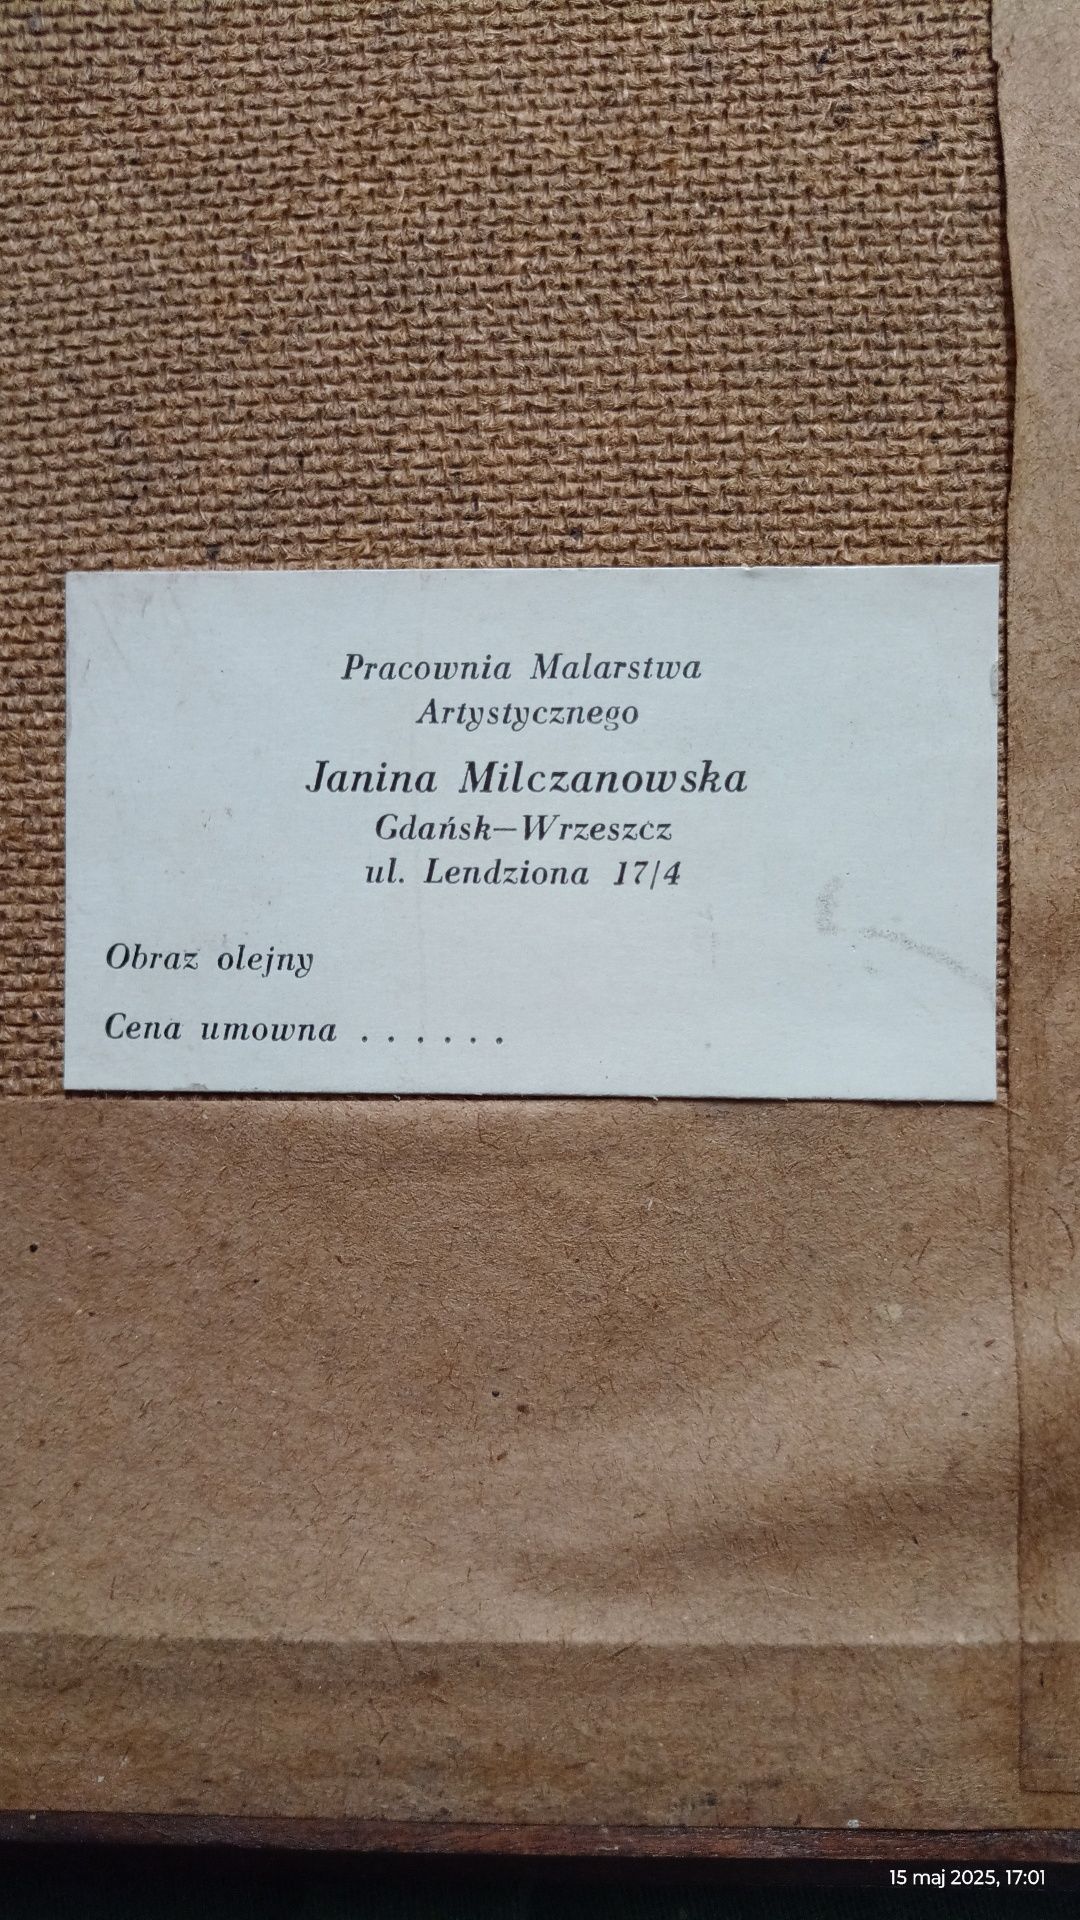 Pracownia Malarstwa
Artystycznego
Janina Milczanowska
Gdańsk—Wrzeszcz
ul. Lendziona 17/4
Obraz olejny
Cena umowna . . . . . .
15 maj 2025, 17:01